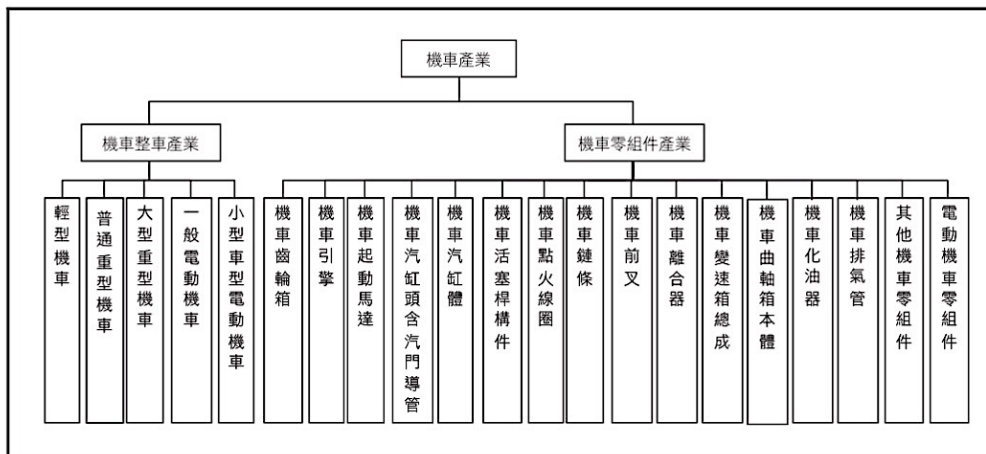 機車產業
機車整車產業
機車零組件產業
輕型機車
普通重型機車
大型重型機車
一般電動機車
小型車型電動機車
機車齒輪箱
機車引擎
機車起動馬達
機車汽缸頭含汽門導管
機車汽缸體
機車活塞桿構件
機車點火線圈
機車鏈條
機車前叉
機車離合器
機車變速箱總成
機車曲軸箱本體
機車化油器
機車排氣管
其他機車零組件
電動機車零組件